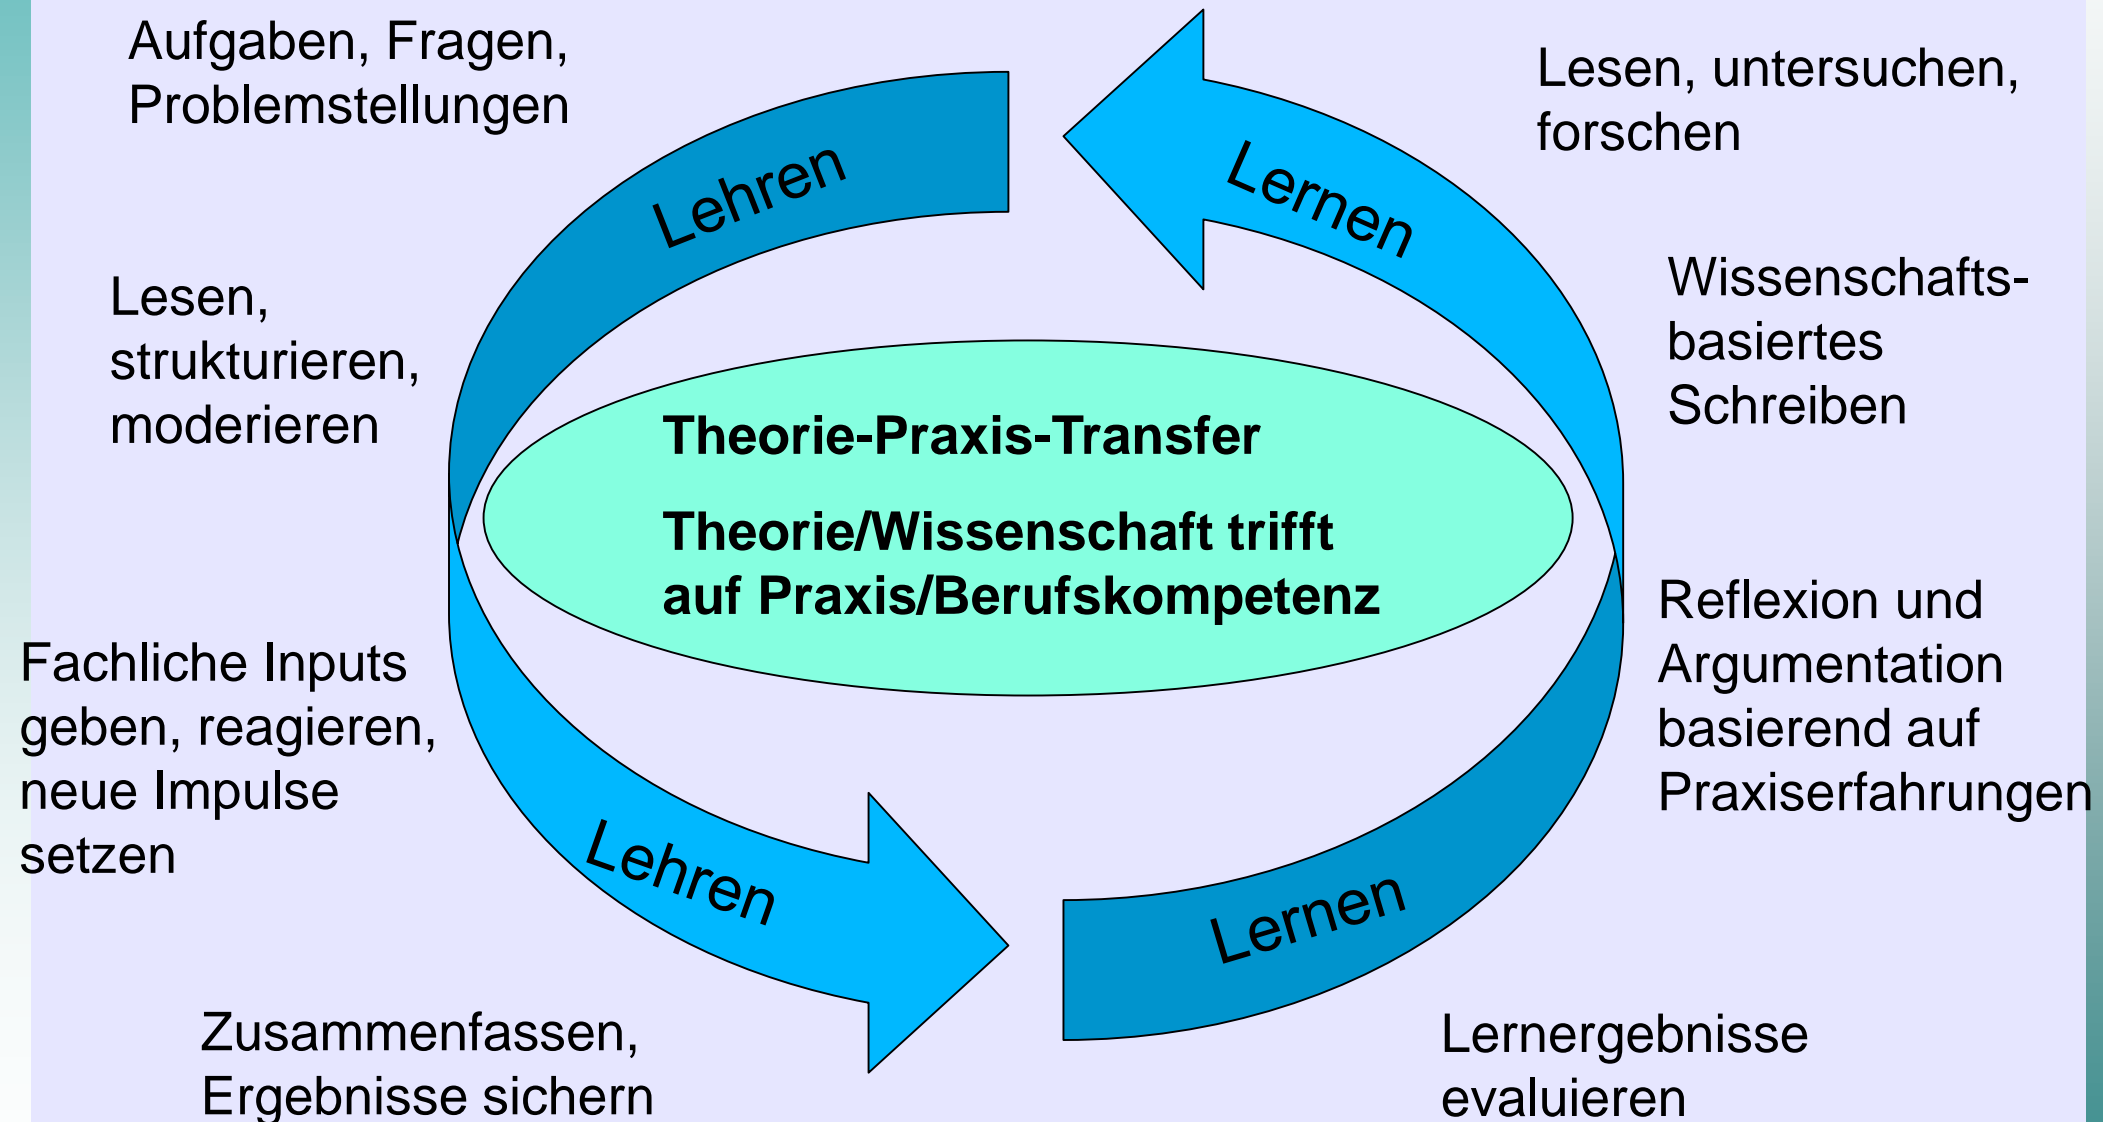 Aufgaben, Fragen,
Problemstellungen
Lesen, untersuchen,
forschen
Lehren
Lernen
Lesen,
strukturieren,
moderieren
Wissenschafts-
basiertes
Schreiben
Theorie-Praxis-Transfer
Theorie/Wissenschaft trifft
auf Praxis/Berufskompetenz
Fachliche Inputs
geben, reagieren,
neue Impulse
setzen
Reflexion und
Argumentation
basierend auf
Praxiserfahrungen
Lehren
Lernen
Zusammenfassen,
Ergebnisse sichern
Lernergebnisse
evaluieren